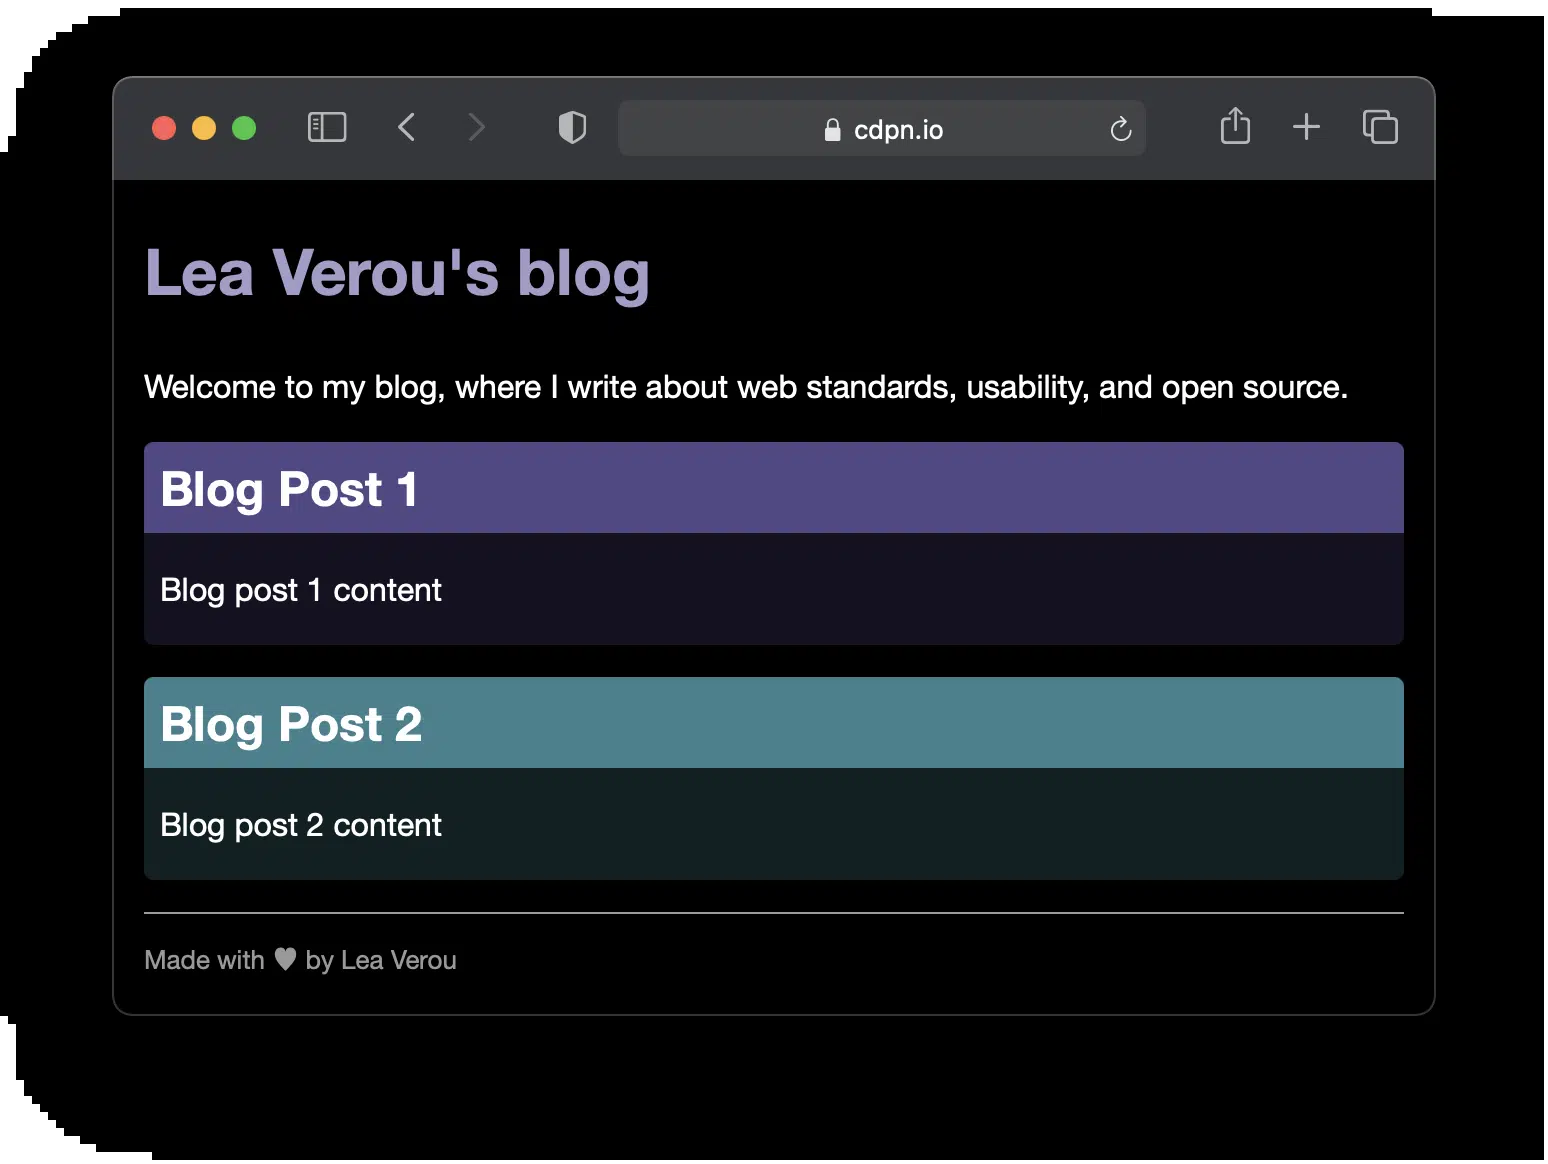 cdpn.io
Lea Verou's blog
Welcome to my blog, where I write about web standards, usability, and open source.
Blog Post 1
Blog post 1 content
Blog Post 2
Blog post 2 content
Made with ♥ by Lea Verou